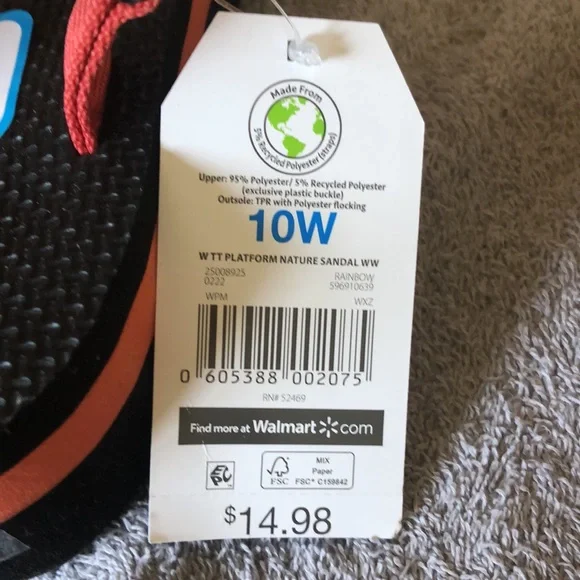 Made From
5% Recycled Polyester (straps)
Upper: 95% Polyester/ 5% Recycled Polyester
(exclusive plastic buckle)
Outsole: TPR with Polyester flocking
10W
W TT PLATFORM NATURE SANDAL WW
25008925 RAINBOW
0222 596910639
WPM WXZ
0 605388 002075
RN# 52469
Find more at Walmart.com
EPC
FSC
MIX
Paper
FSC® C159842
$14.98